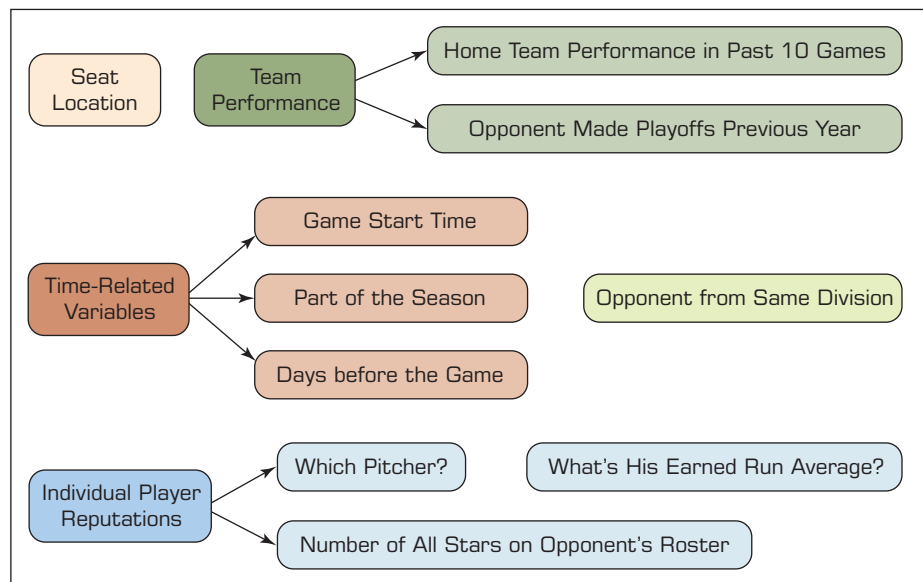 Seat
Location
Team
Performance
Home Team Performance in Past 10 Games
Opponent Made Playoffs Previous Year
Time-Related
Variables
Game Start Time
Part of the Season
Days before the Game
Opponent from Same Division
Individual Player
Reputations
Which Pitcher?
What's His Earned Run Average?
Number of All Stars on Opponent's Roster